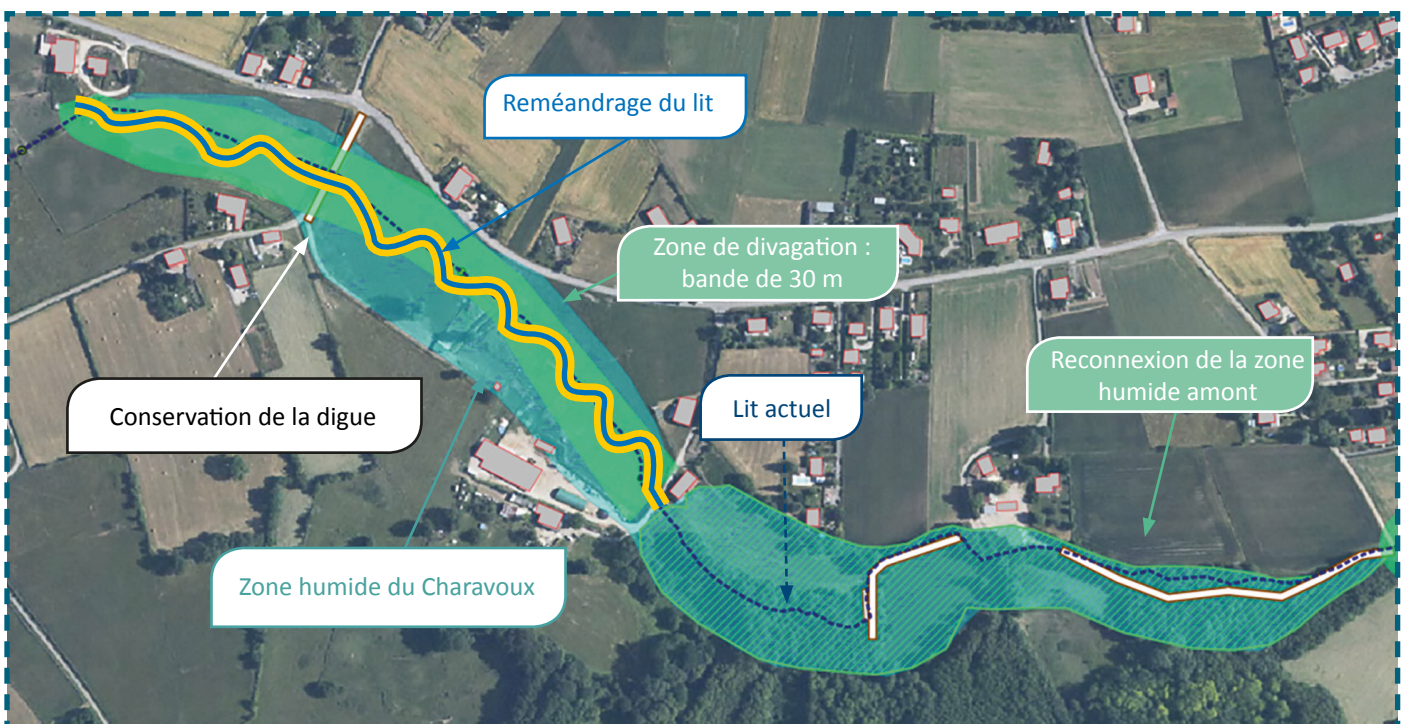 Reméandrage du lit
Zone de divagation :
bande de 30 m
Reconnexion de la zone
humide amont
Conservation de la digue
Lit actuel
Zone humide du Charavoux